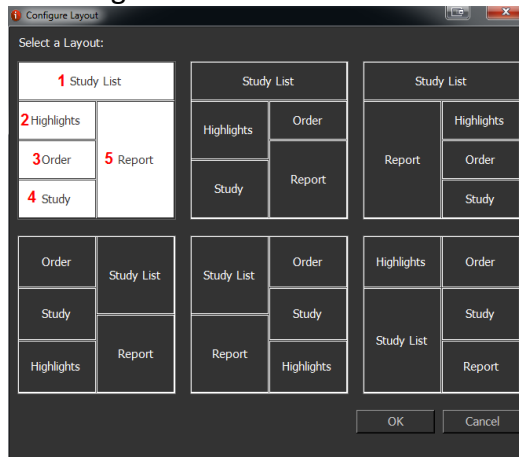 Configure Layout
Select a Layout:
1 Study List
2 Highlights
3 Order
4 Study
5 Report
Study List
Highlights
Study
Order
Report
Study List
Report
Highlights
Order
Study
Order
Study
Highlights
Study List
Report
Study List
Report
Order
Study
Highlights
Highlights
Study List
Order
Study
Report
OK
Cancel